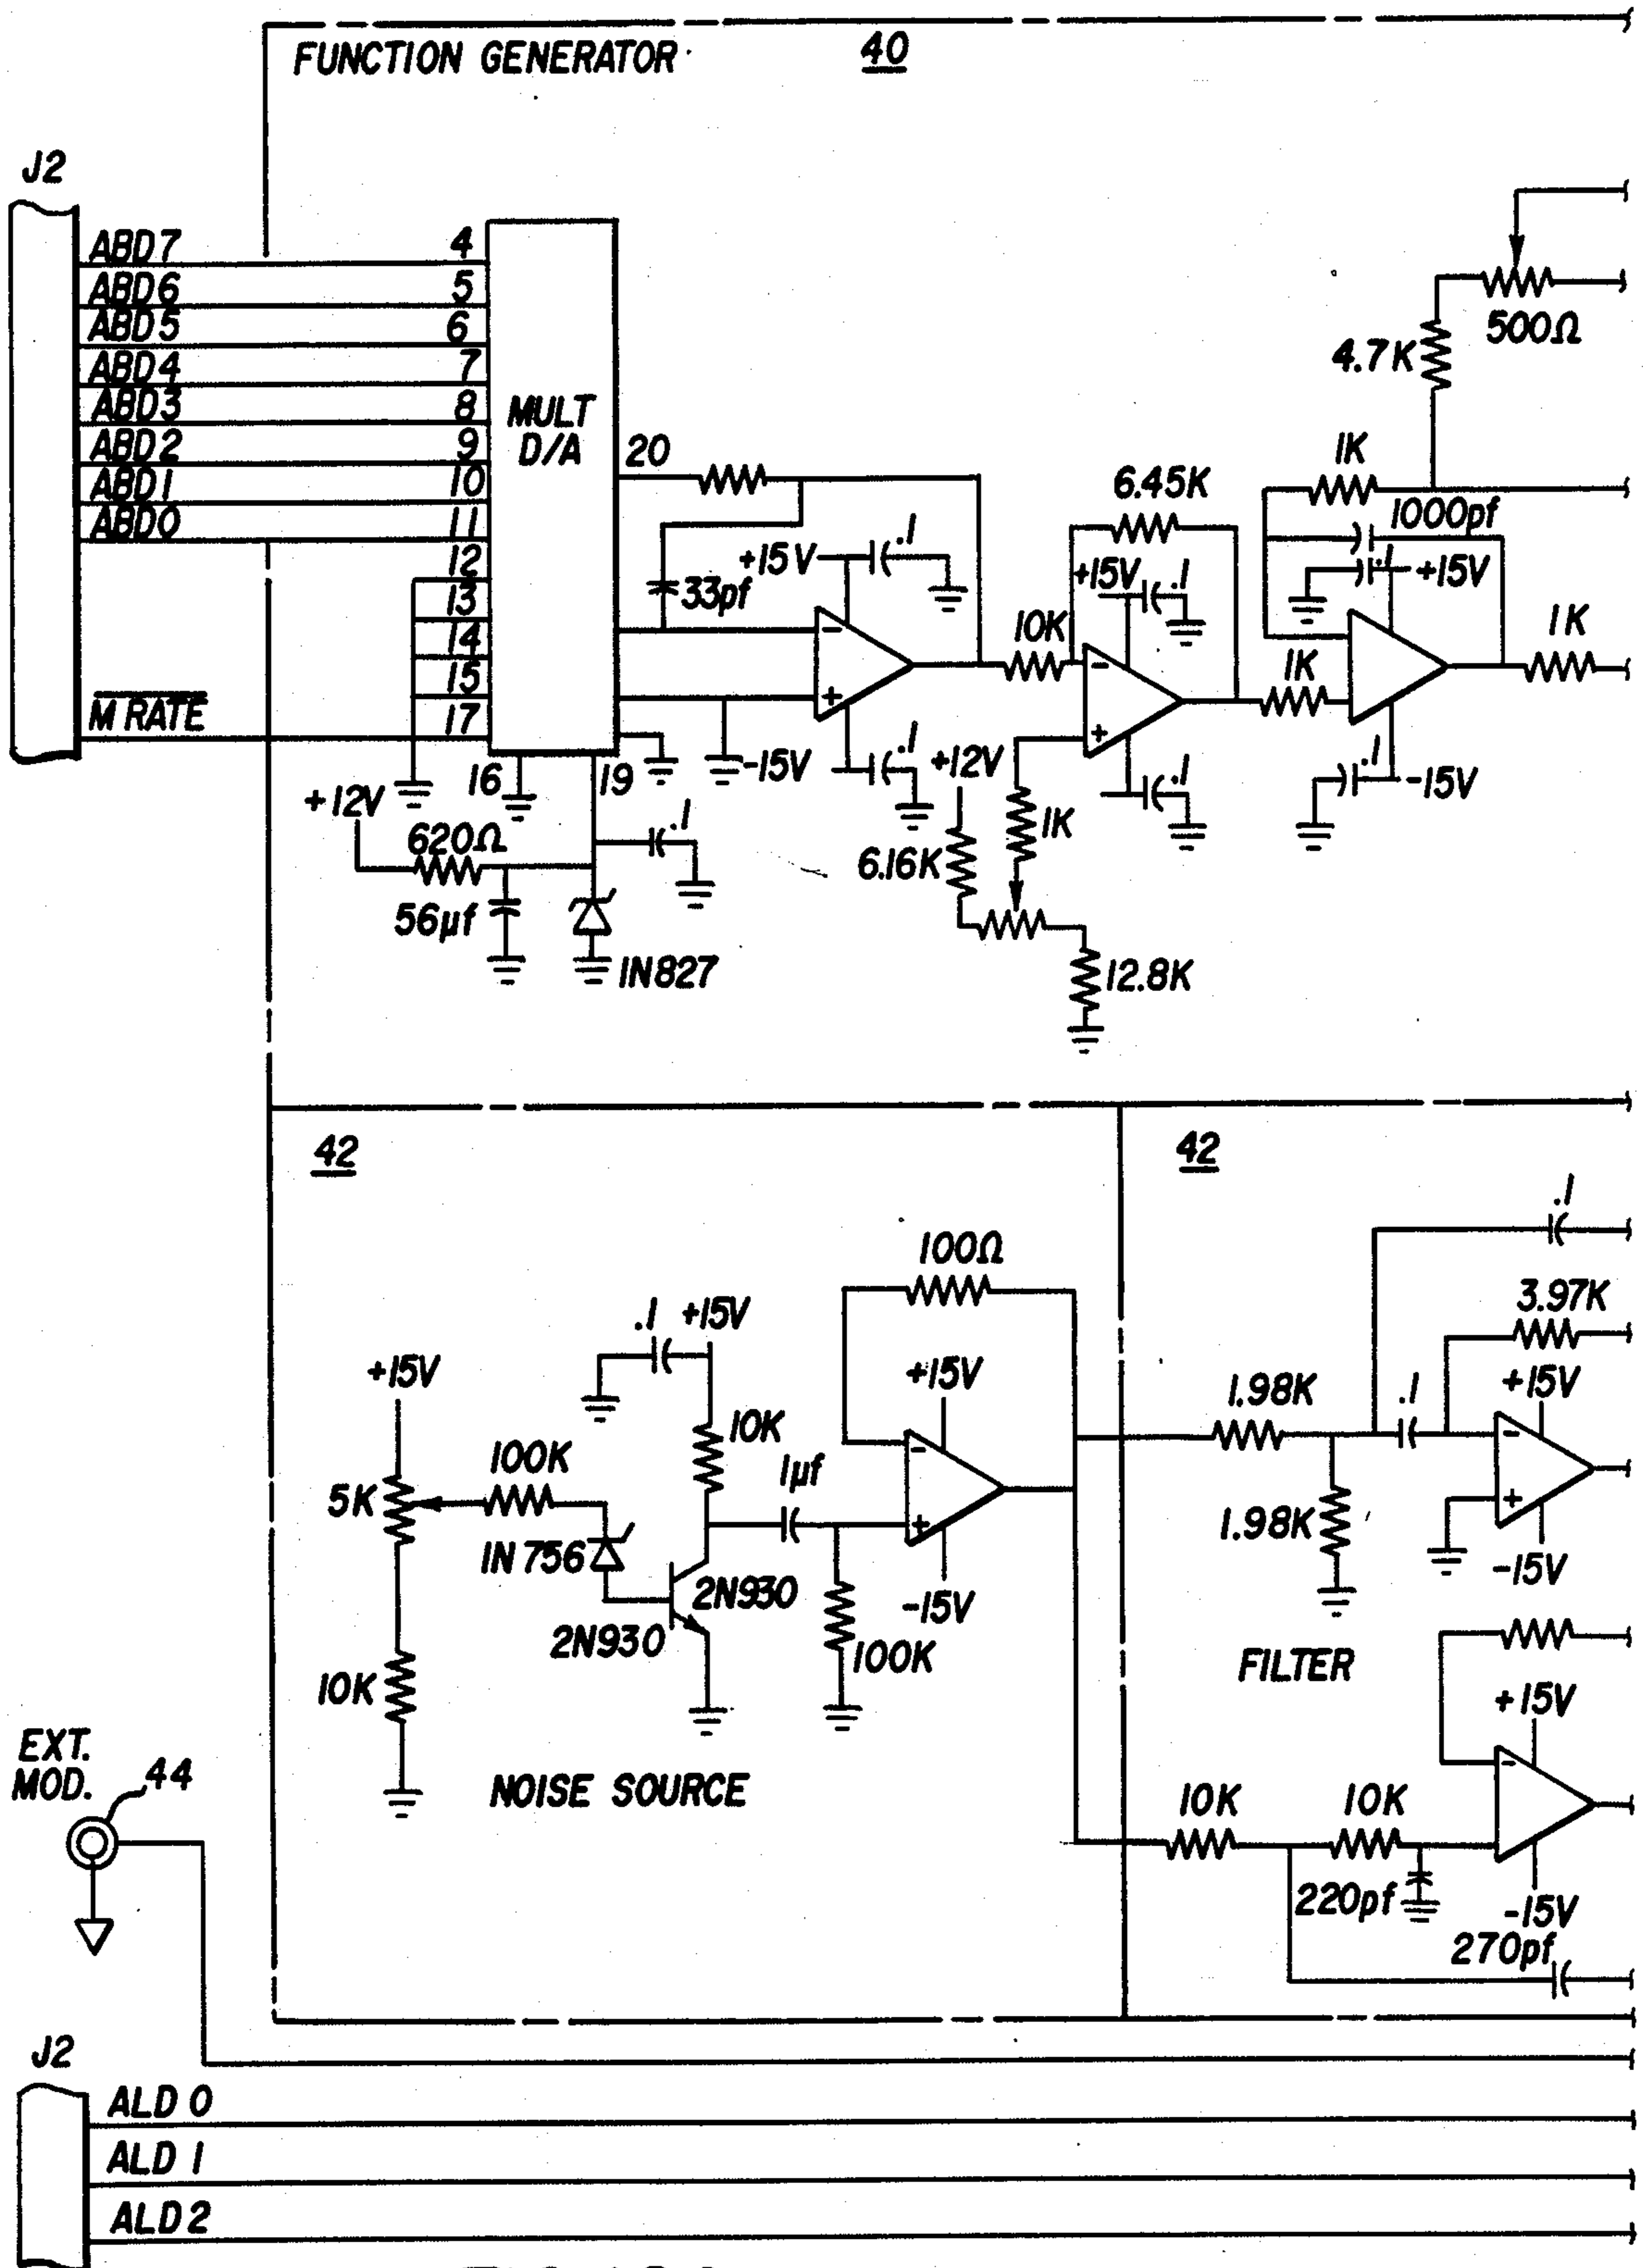 FUNCTION GENERATOR 40
J2
ABD7 4
ABD6 5
ABD5 6
ABD4 7
ABD3 8
ABD2 9
ABD1 10
ABD0 11
12
13
14
15
M RATE 17
MULT
D/A
20
16
19
33pf
+15V
.1
-15V
.1
+12V
620Ω
56µf
.1
1N827
10K
6.45K
+15V
.1
.1
+12V
6.16K
1K
12.8K
1K
500Ω
4.7K
1K
1000pf
.1
+15V
.1
-15V
1K
42
NOISE SOURCE
+15V
5K
10K
100K
1N756
2N930
2N930
.1
+15V
10K
1µf
100K
100Ω
+15V
-15V
42
FILTER
.1
3.97K
1.98K
.1
1.98K
+15V
-15V
10K
10K
220pf
+15V
-15V
270pf
EXT.
MOD.
44
J2
ALD 0
ALD 1
ALD 2